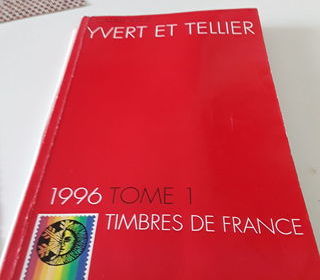 YVERT ET TELLIER
1996 TOME 1
TIMBRES DE FRANCE